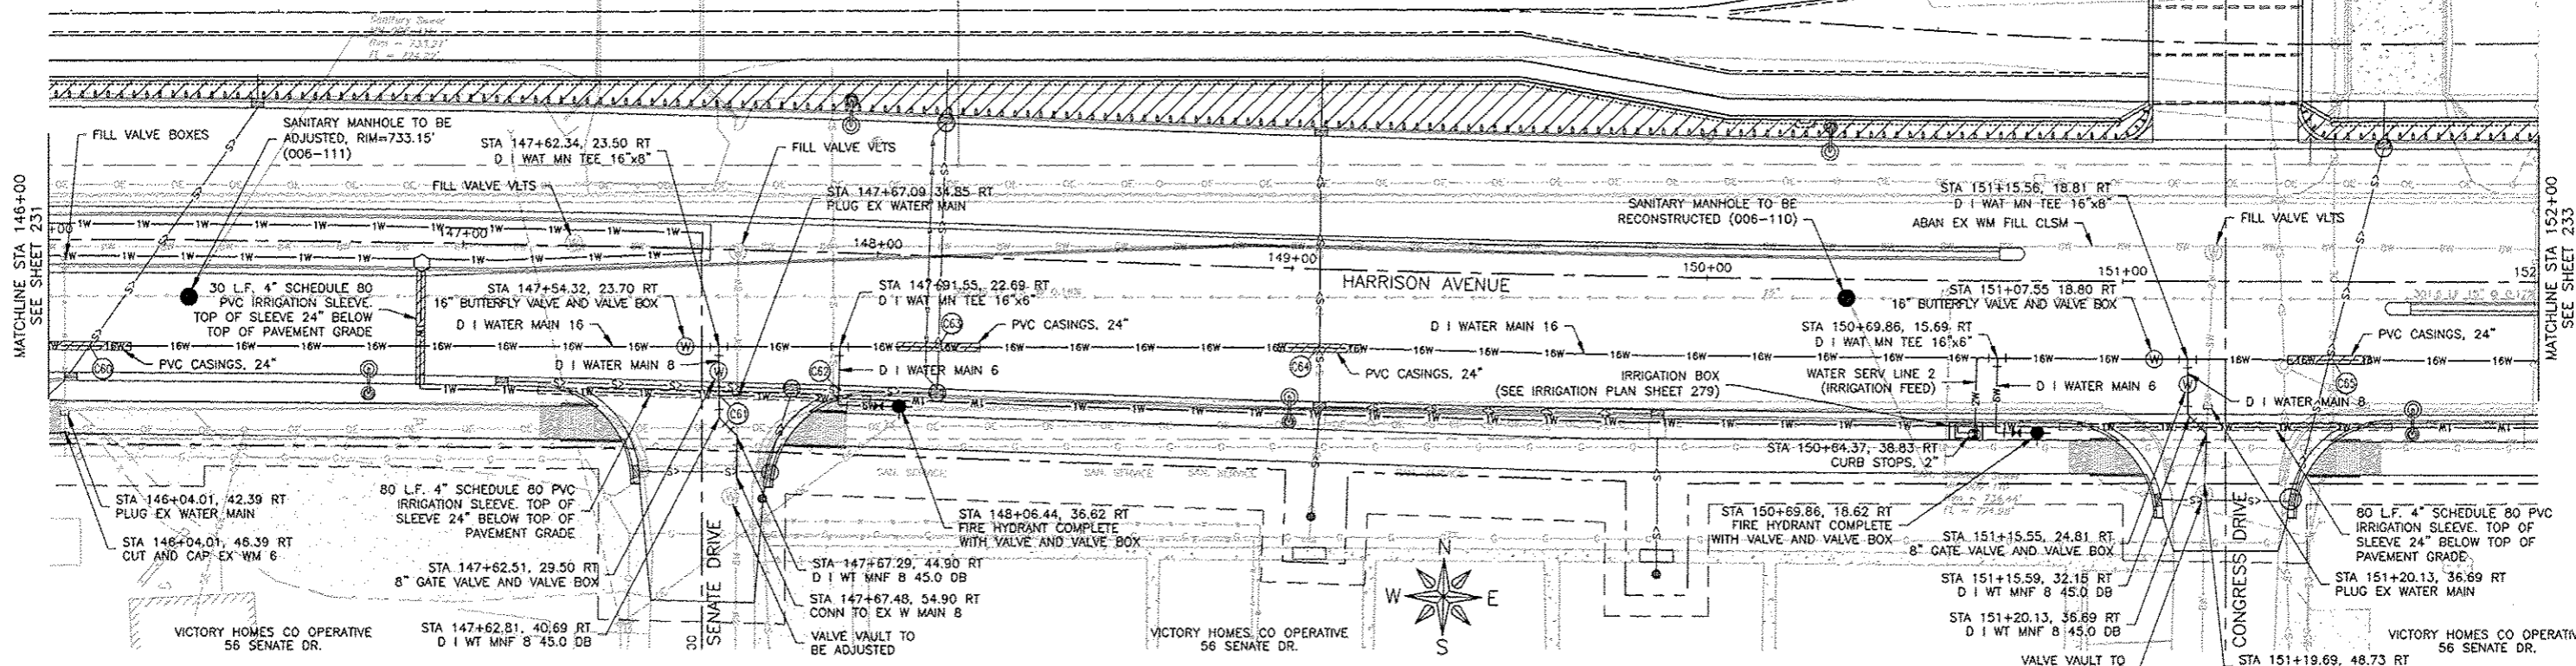 MATCHLINE STA 146+00
SEE SHEET 231
FILL VALVE BOXES
SANITARY MANHOLE TO BE
ADJUSTED, RIM=733.15'
(006-111)
STA 147+62.34, 23.50 RT
D I WAT MN TEE 16"x8"
FILL VALVE VLTS
FILL VALVE VLTS
STA 147+67.09 34.85 RT
PLUG EX WATER MAIN
SANITARY MANHOLE TO BE
RECONSTRUCTED (006-110)
STA 151+15.56, 18.81 RT
D I WAT MN TEE 16"x8"
ABAN EX WM FILL CLSM
FILL VALVE VLTS
MATCHLINE STA 152+00
SEE SHEET 233
147+00
148+00
149+00
150+00
151+00
152
HARRISON AVENUE
30 L.F. 4" SCHEDULE 80
PVC IRRIGATION SLEEVE.
TOP OF SLEEVE 24" BELOW
TOP OF PAVEMENT GRADE
STA 147+54.32, 23.70 RT
16" BUTTERFLY VALVE AND VALVE BOX
D I WATER MAIN 16
STA 147+91.55, 22.69 RT
D I WAT MN TEE 16"x6"
C63
PVC CASINGS, 24"
D I WATER MAIN 16
STA 151+07.55 18.80 RT
16" BUTTERFLY VALVE AND VALVE BOX
STA 150+69.86, 15.69 RT
D I WAT MN TEE 16"x6"
PVC CASINGS, 24"
C60
PVC CASINGS, 24"
D I WATER MAIN 8
C62
D I WATER MAIN 6
C64
PVC CASINGS, 24"
IRRIGATION BOX
(SEE IRRIGATION PLAN SHEET 279)
WATER SERV LINE 2
(IRRIGATION FEED)
D I WATER MAIN 6
C65
D I WATER MAIN 8
C61
STA 150+64.37, 38.83 RT
CURB STOPS, 2"
STA 146+04.01, 42.39 RT
PLUG EX WATER MAIN
STA 146+04.01, 46.39 RT
CUT AND CAP EX WM 6
80 L.F. 4" SCHEDULE 80 PVC
IRRIGATION SLEEVE. TOP OF
SLEEVE 24" BELOW TOP OF
PAVEMENT GRADE
STA 147+62.51, 29.50 RT
8" GATE VALVE AND VALVE BOX
STA 147+62.81, 40.69 RT
D I WT MNF 8 45.0 DB
SENATE DRIVE
STA 148+06.44, 36.62 RT
FIRE HYDRANT COMPLETE
WITH VALVE AND VALVE BOX
STA 147+67.29, 44.90 RT
D I WT MNF 8 45.0 DB
STA 147+67.48, 54.90 RT
CONN TO EX W MAIN 8
VALVE VAULT TO
BE ADJUSTED
VICTORY HOMES CO OPERATIVE
56 SENATE DR.
VICTORY HOMES CO OPERATIVE
56 SENATE DR.
N
W
E
S
STA 150+69.86, 18.62 RT
FIRE HYDRANT COMPLETE
WITH VALVE AND VALVE BOX
STA 151+15.55, 24.81 RT
8" GATE VALVE AND VALVE BOX
STA 151+15.59, 32.15 RT
D I WT MNF 8 45.0 DB
STA 151+20.13, 36.69 RT
D I WT MNF 8 45.0 DB
VALVE VAULT TO
CONGRESS DRIVE
80 L.F. 4" SCHEDULE 80 PVC
IRRIGATION SLEEVE. TOP OF
SLEEVE 24" BELOW TOP OF
PAVEMENT GRADE
STA 151+20.13, 36.69 RT
PLUG EX WATER MAIN
VICTORY HOMES CO OPERATIV
56 SENATE DR.
STA 151+19.69, 48.73 RT